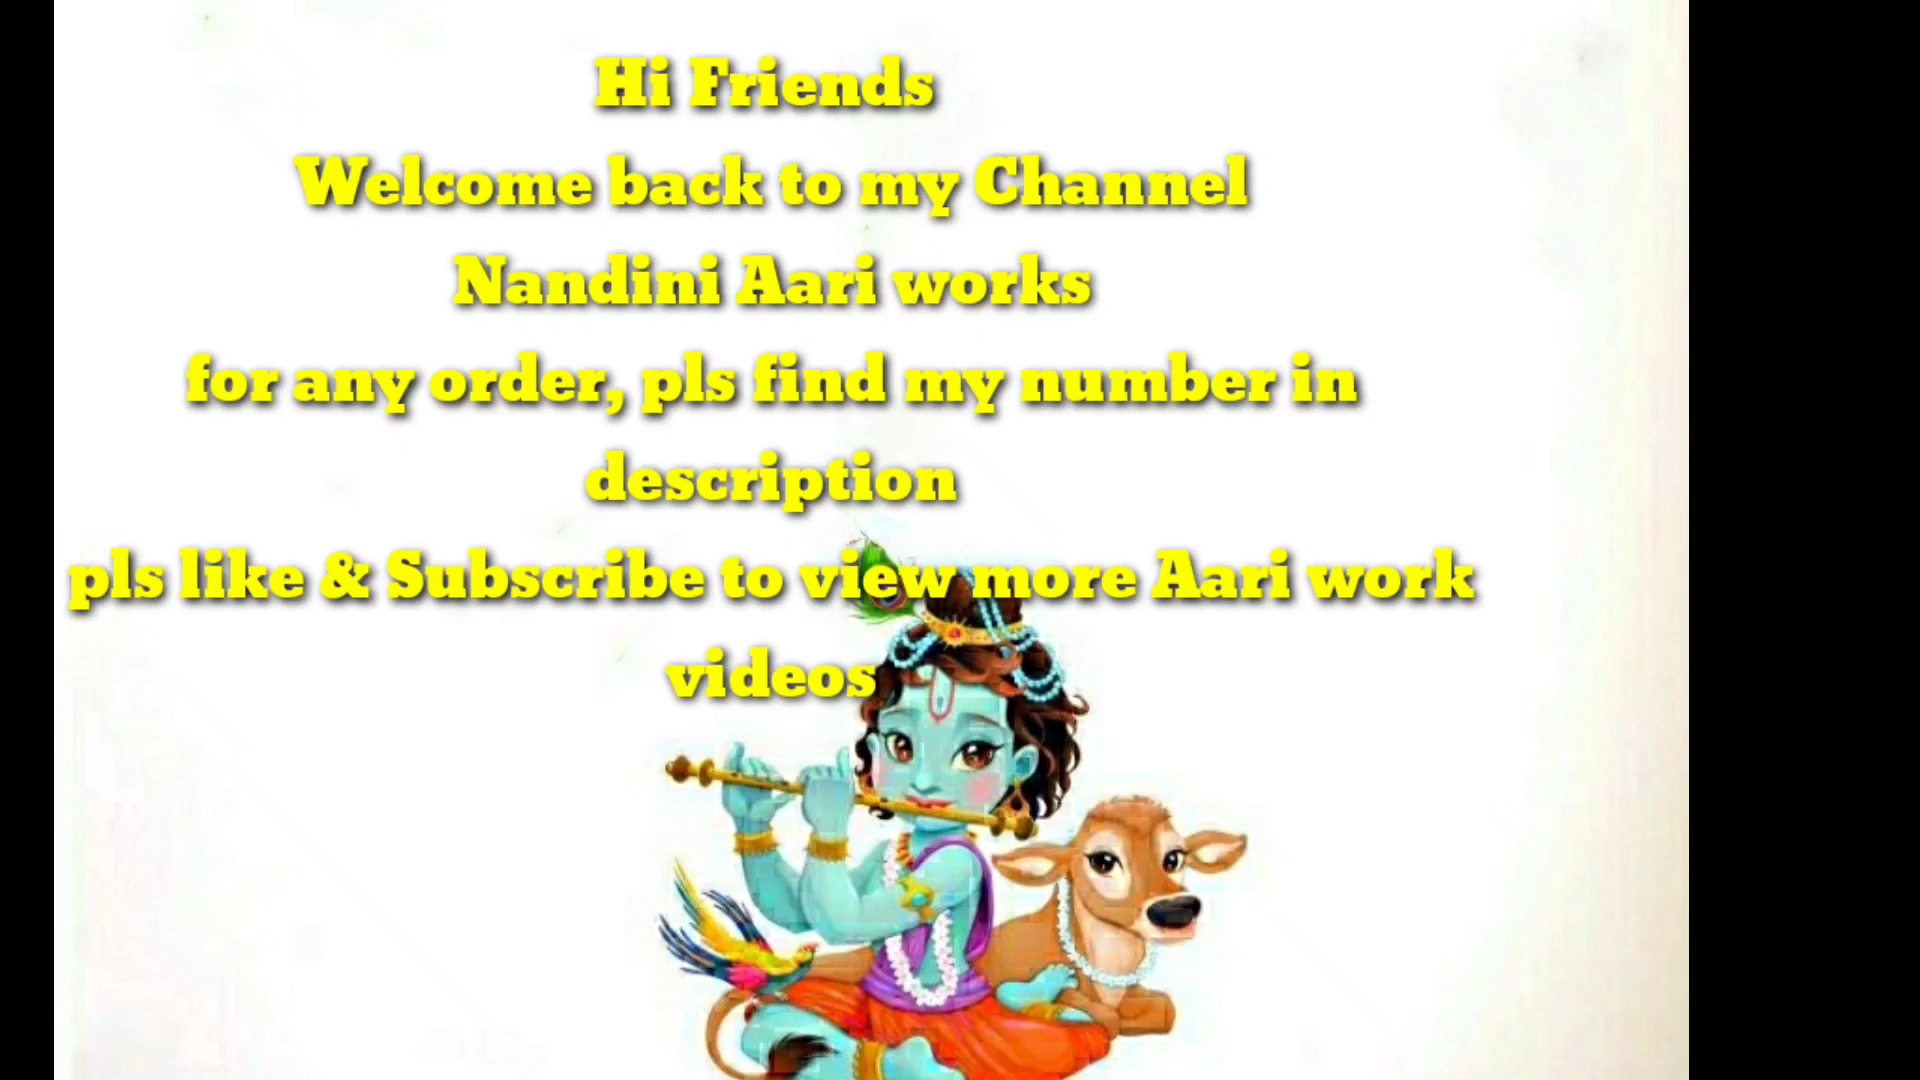 Hi Friends
Welcome back to my Channel
Nandini Aari works
for any order, pls find my number in
description
pls like & Subscribe to view more Aari work
videos